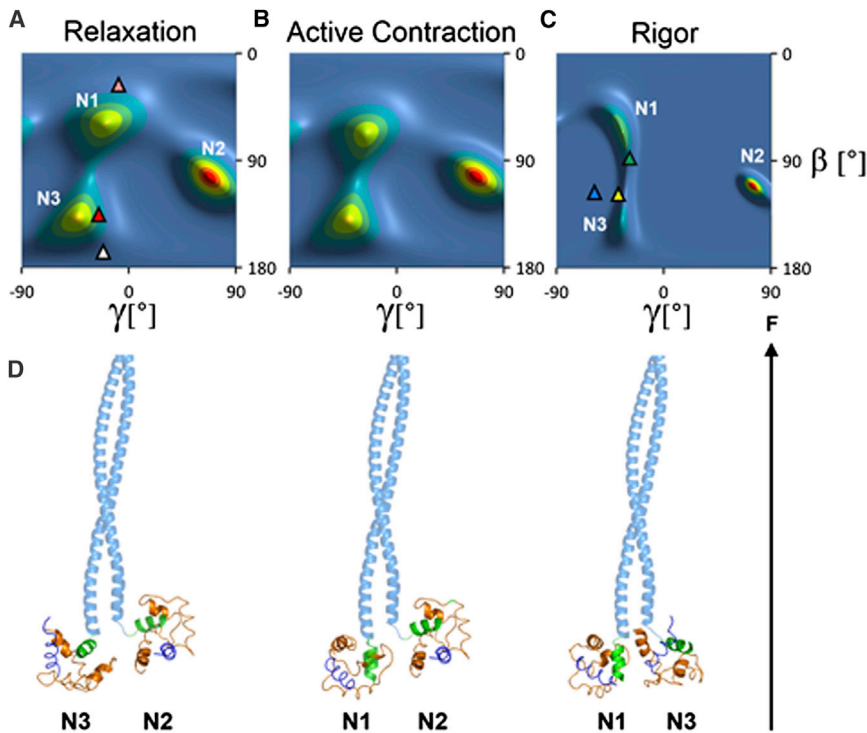 A Relaxation
B Active Contraction
C Rigor
N1
N2
N3
N1
N2
N3
0
90
180
0
90
180
0
90
180
β [°]
-90 0 90
0 90
0 90
γ[°]
γ[°]
γ[°]
F
D
N3 N2
N1 N2
N1 N3